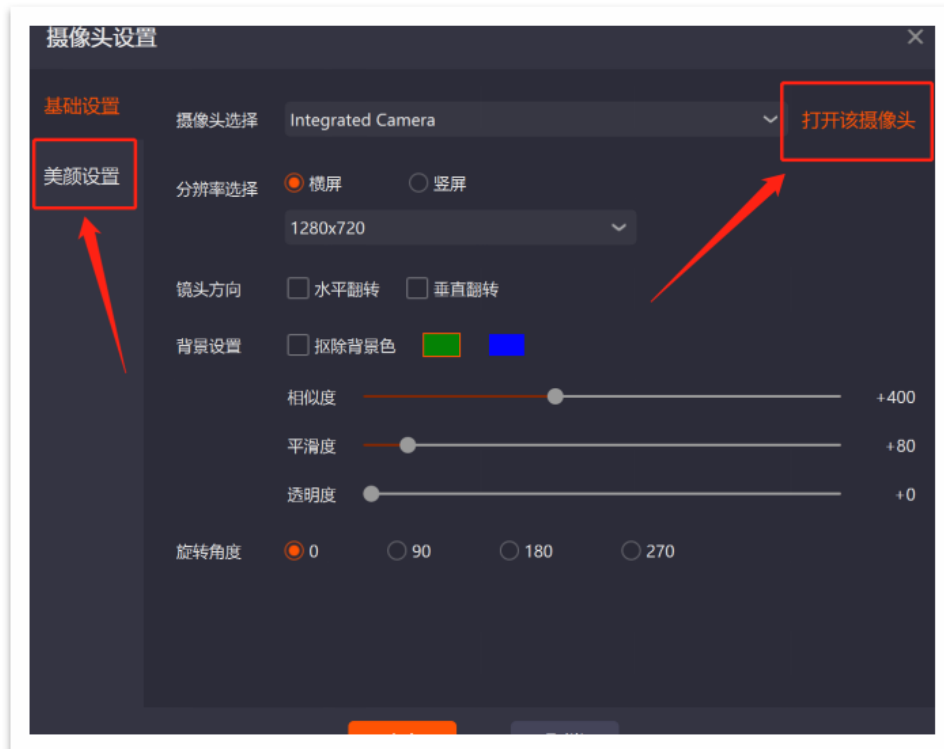 摄像头设置
基础设置
美颜设置
摄像头选择 Integrated Camera 打开该摄像头
分辨率选择 横屏 竖屏
1280x720
镜头方向 水平翻转 垂直翻转
背景设置 抠除背景色
相似度 +400
平滑度 +80
透明度 +0
旋转角度 0 90 180 270